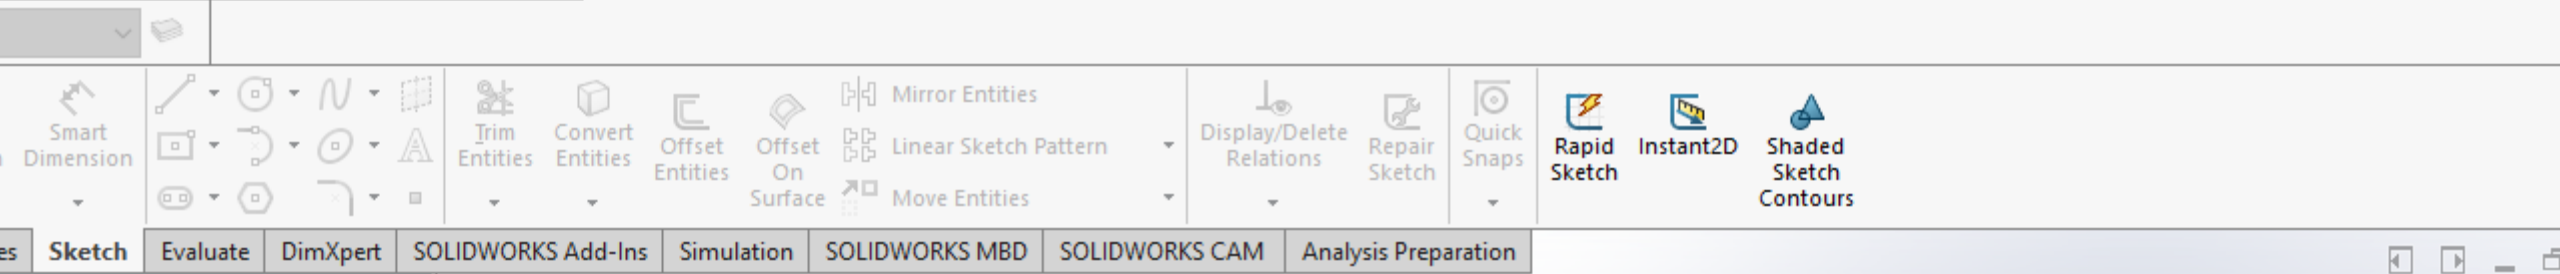 Smart
Dimension
Trim
Entities
Convert
Entities
Offset
Entities
Offset
On
Surface
Mirror Entities
Linear Sketch Pattern
Move Entities
Display/Delete
Relations
Repair
Sketch
Quick
Snaps
Rapid
Sketch
Instant2D
Shaded
Sketch
Contours
es
Sketch
Evaluate
DimXpert
SOLIDWORKS Add-Ins
Simulation
SOLIDWORKS MBD
SOLIDWORKS CAM
Analysis Preparation